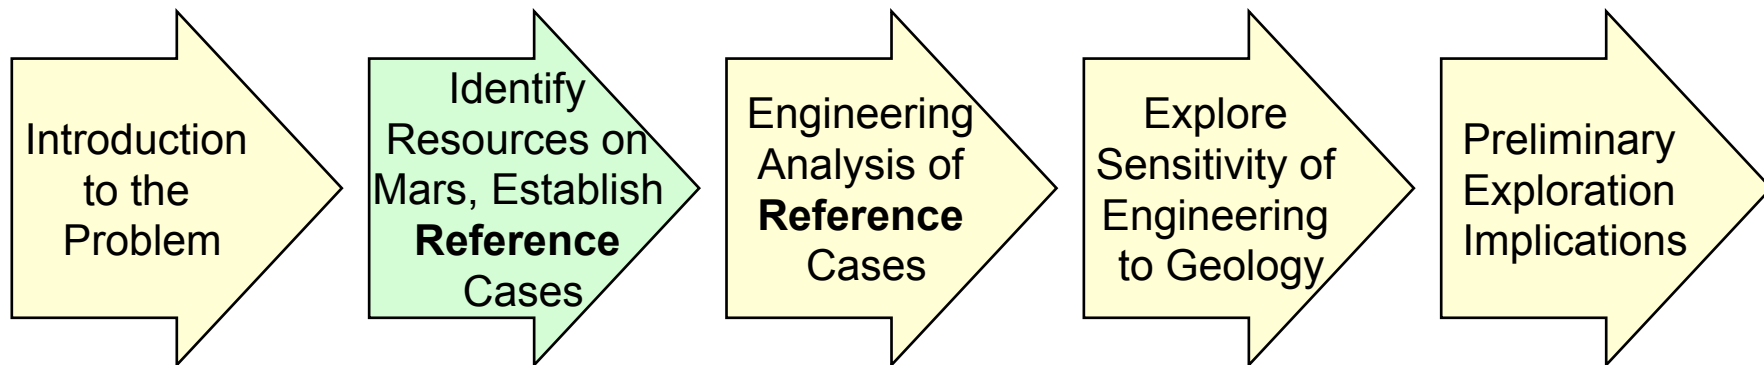 Introduction
to the
Problem
Identify
Resources on
Mars, Establish
Reference
Cases
Engineering
Analysis of
Reference
Cases
Explore
Sensitivity of
Engineering
to Geology
Preliminary
Exploration
Implications